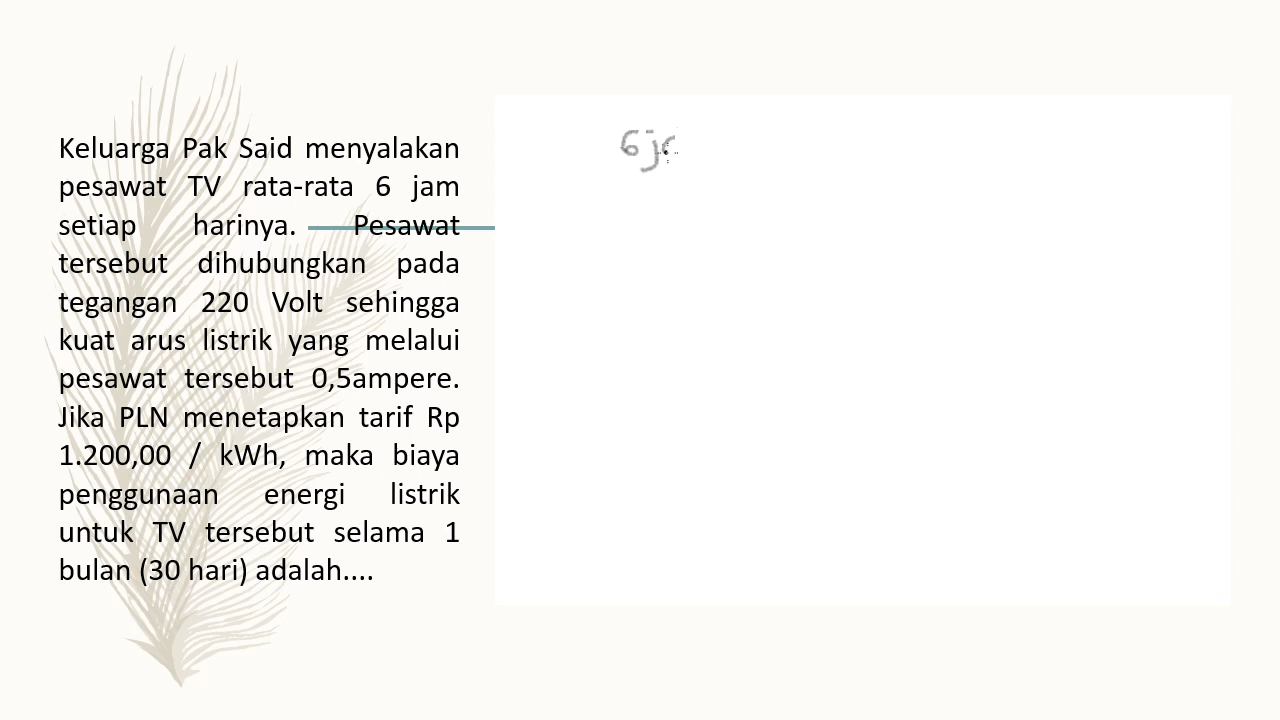 Keluarga Pak Said menyalakan
pesawat TV rata-rata 6 jam
setiap harinya. Pesawat
tersebut dihubungkan pada
tegangan 220 Volt sehingga
kuat arus listrik yang melalui
pesawat tersebut 0,5ampere.
Jika PLN menetapkan tarif Rp
1.200,00 / kWh, maka biaya
penggunaan energi listrik
untuk TV tersebut selama 1
bulan (30 hari) adalah....
6